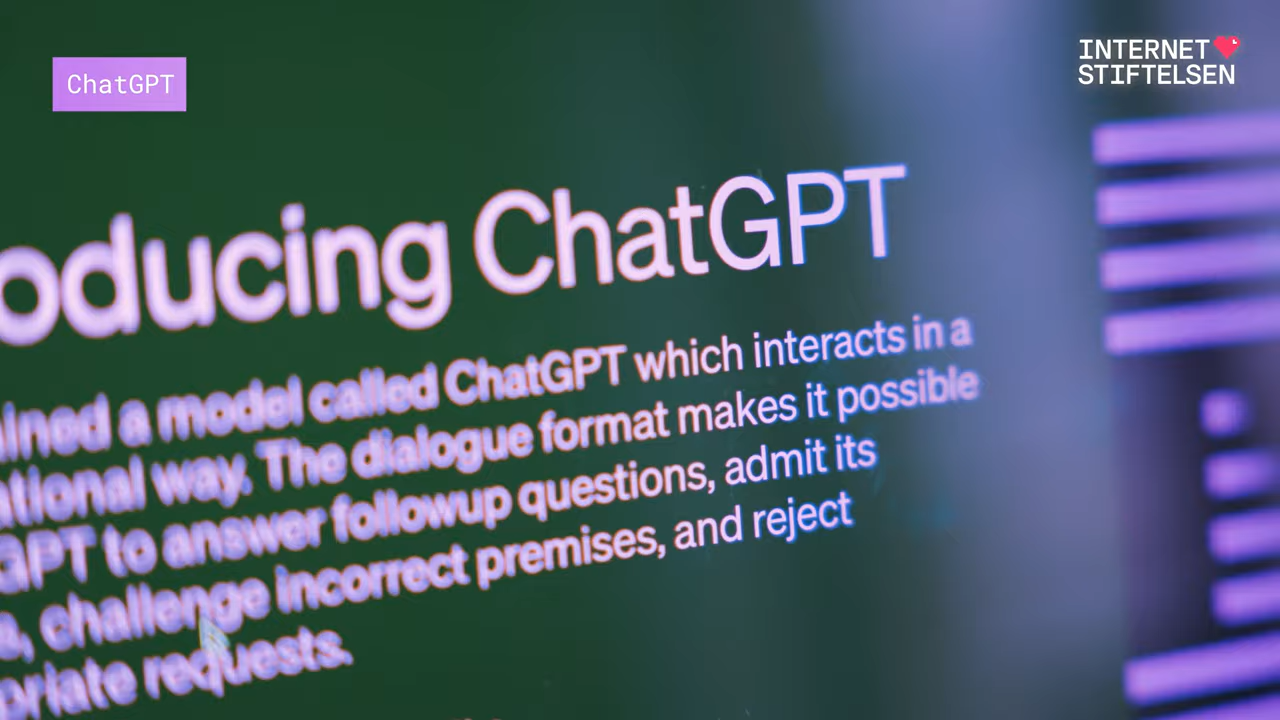 ChatGPT
INTERNET
STIFTELSEN
oducing ChatGPT
ained a model called ChatGPT which interacts in a
ational way. The dialogue format makes it possible
GPT to answer followup questions, admit its
s, challenge incorrect premises, and reject
priate requests.